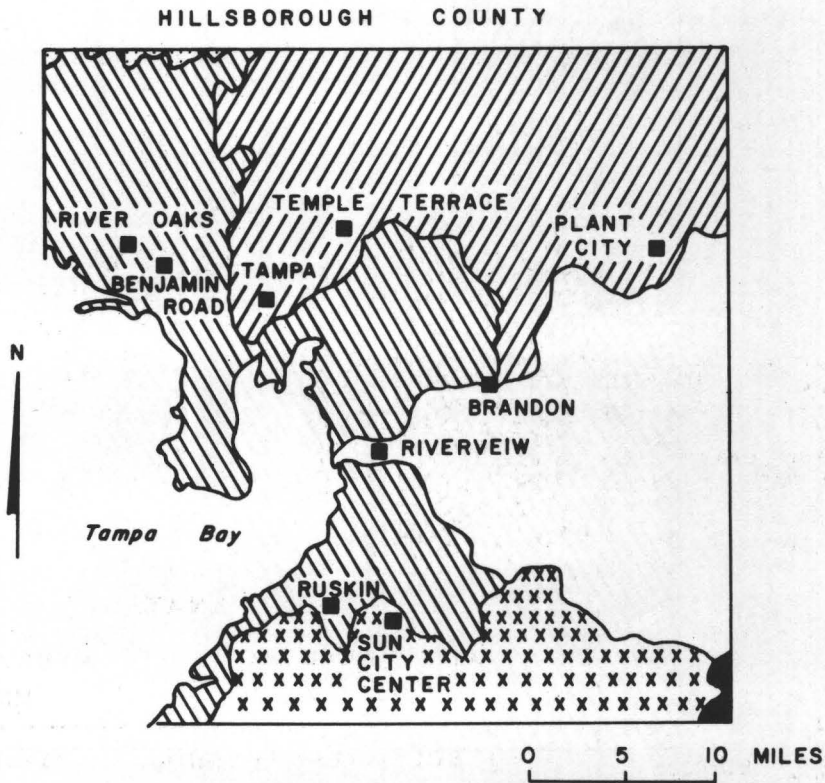 HILLSBOROUGH COUNTY
RIVER OAKS
TEMPLE TERRACE
PLANT
CITY
BENJAMIN
ROAD
TAMPA
N
BRANDON
RIVERVEIW
Tampa Bay
RUSKIN
SUN
CITY
CENTER
0 5 10 MILES